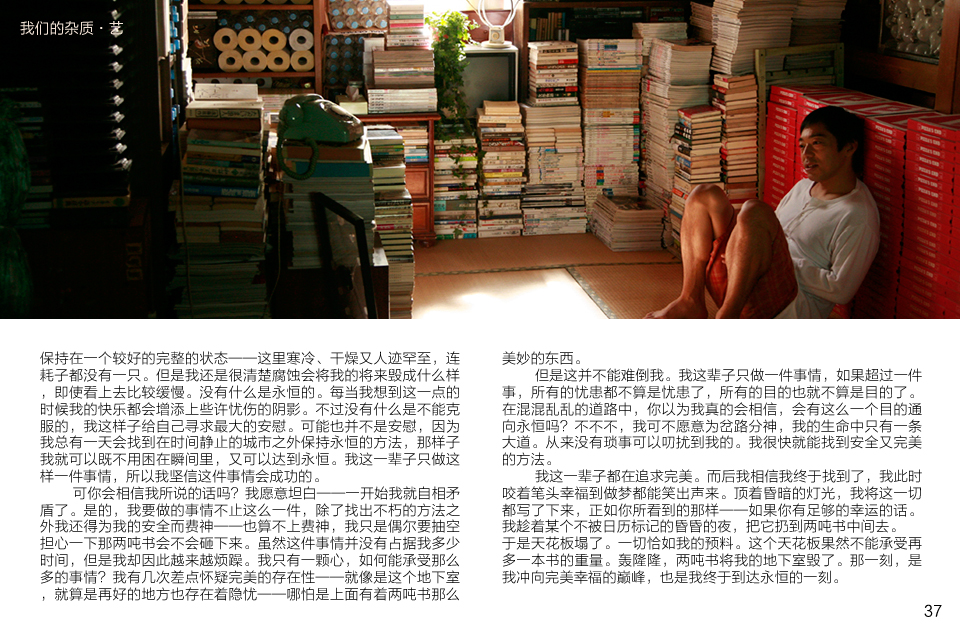 我们的杂质·艺
保持在一个较好的完整的状态——这里寒冷、干燥又人迹罕至，连
耗子都没有一只。但是我还是很清楚腐蚀会将我的将来毁成什么样
，即使看上去比较缓慢。没有什么是永恒的。每当我想到这一点的
时候我的快乐都会增添上些许忧伤的阴影。不过没有什么是不能克
服的，我这样子给自己寻求最大的安慰。可能也并不是安慰，因为
我总有一天会找到在时间静止的城市之外保持永恒的方法，那样子
我就可以既不用困在瞬间里，又可以达到永恒。我这一辈子只做这
样一件事情，所以我坚信这件事情会成功的。
可你会相信我所说的话吗？我愿意坦白——一开始我就自相矛
盾了。是的，我要做的事情不止这么一件，除了找出不朽的方法之
外我还得为我的安全而费神——也算不上费神，我只是偶尔要抽空
担心一下那两吨书会不会砸下来。虽然这件事情并没有占据我多少
时间，但是我却因此越来越烦躁。我只有一颗心，如何能承受那么
多的事情？我有几次差点怀疑完美的存在性——就像是这个地下室
，就算是再好的地方也存在着隐忧——哪怕是上面有着两吨书那么
美妙的东西。
但是这并不能难倒我。我这辈子只做一件事情，如果超过一件
事，所有的忧患都不算是忧患了，所有的目的也就不算是目的了。
在混混乱乱的道路中，你以为我真的会相信，会有这么一个目的通
向永恒吗？不不不，我可不愿意为岔路分神，我的生命中只有一条
大道。从来没有琐事可以叨扰到我的。我很快就能找到安全又完美
的方法。
我这一辈子都在追求完美。而后我相信我终于找到了，我此时
咬着笔头幸福到做梦都能笑出声来。顶着昏暗的灯光，我将这一切
都写了下来，正如你所看到的那样——如果你有足够的幸运的话。
我趁着某个不被日历标记的昏昏的夜，把它扔到两吨书中间去。
于是天花板塌了。一切恰如我的预料。这个天花板果然不能承受再
多一本书的重量。轰隆隆，两吨书将我的地下室毁了。那一刻，是
我冲向完美幸福的巅峰，也是我终于到达永恒的一刻。
37